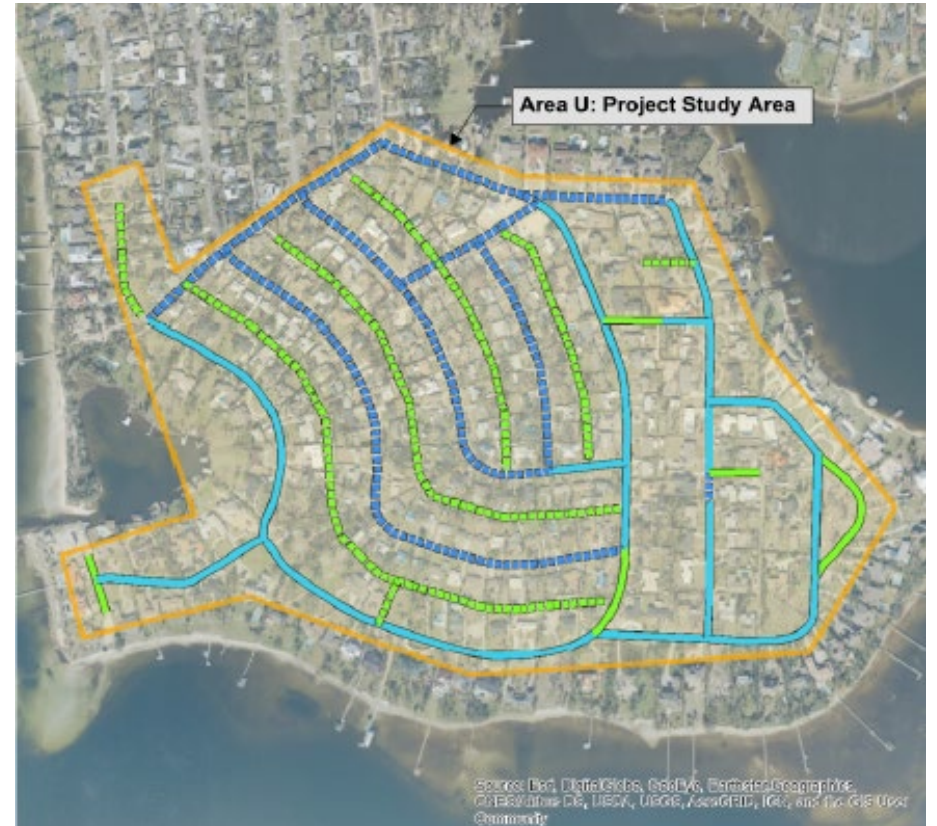 Area U: Project Study Area
Source: Esri, DigitalGlobe, GeoEye, Earthstar Geographics,
CNES/Airbus DS, USDA, USGS, AeroGRID, IGN, and the GIS User
Community